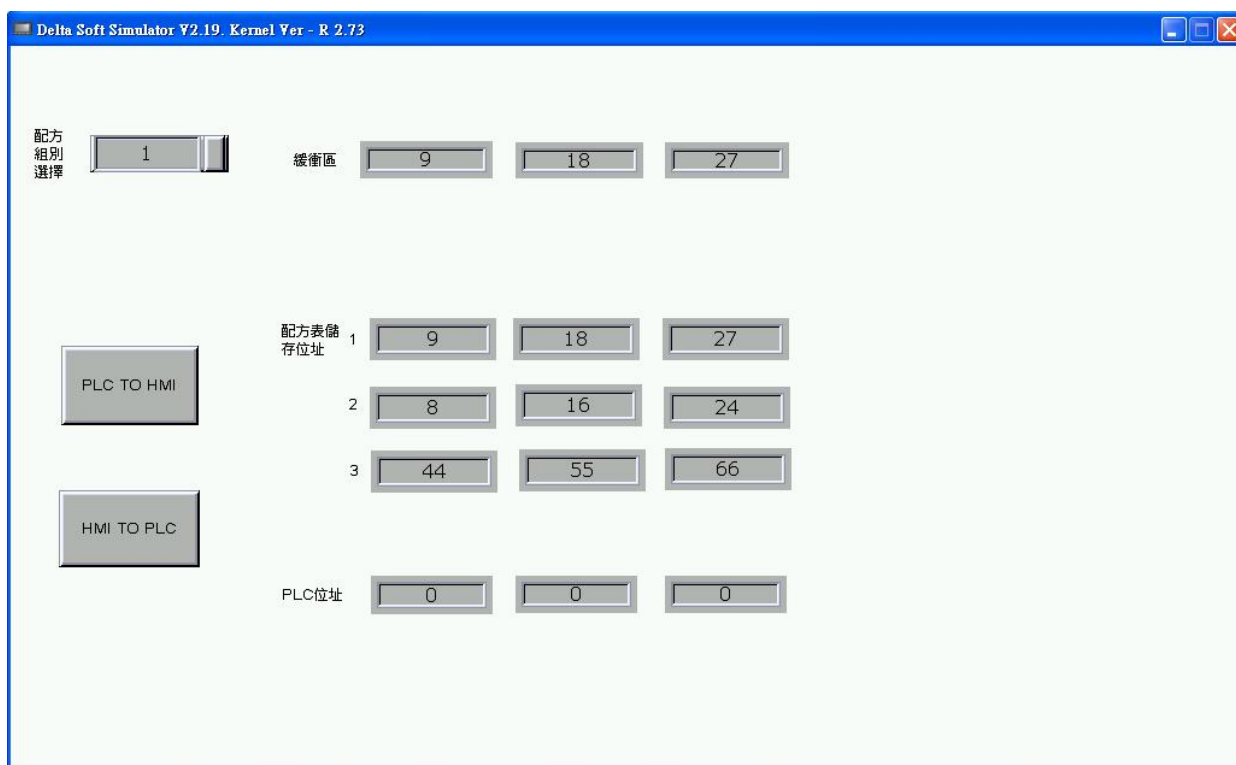 Delta Soft Simulator V2.19. Kernel Ver - R 2.73
配方
組別
選擇
1
緩衝區
9 18 27
配方表儲
存位址
1 9 18 27
PLC TO HMI
2 8 16 24
3 44 55 66
HMI TO PLC
PLC位址 0 0 0